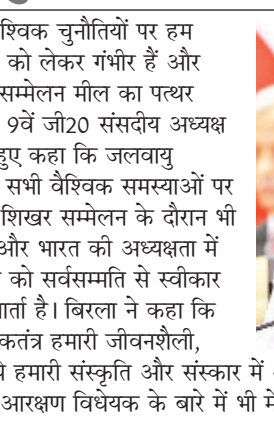 श्विक चुनौतियों पर हम
को लेकर गंभीर हैं और
सम्मेलन मील का पत्थर
9वें जी20 संसदीय अध्यक्ष
हुए कहा कि जलवायु
सभी वैश्विक समस्याओं पर
शिखर सम्मेलन के दौरान भी
और भारत की अध्यक्षता में
को सर्वसम्मति से स्वीकार
र्ता है। बिरला ने कहा कि
कतंत्र हमारी जीवनशैली,
हमारी संस्कृति और संस्कार में
आरक्षण विधेयक के बारे में भी